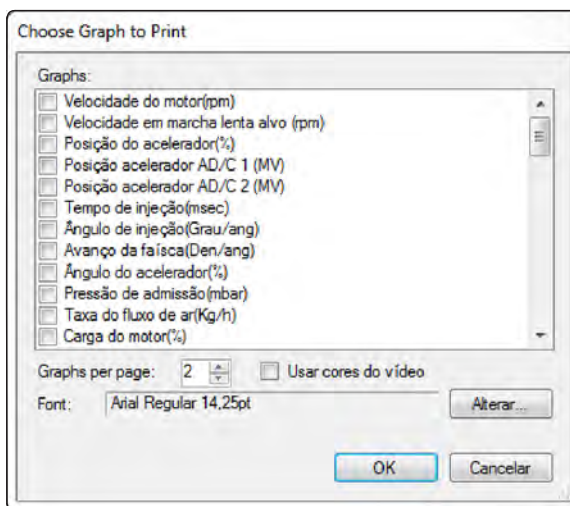 Choose Graph to Print
Graphs:
Velocidade do motor(rpm)
Velocidade em marcha lenta alvo (rpm)
Posição do acelerador(%)
Posição acelerador AD/C 1 (MV)
Posição acelerador AD/C 2 (MV)
Tempo de injeção(msec)
Ângulo de injeção(Grau/ang)
Avanço da faísca(Den/ang)
Ângulo do acelerador(%)
Pressão de admissão(mbar)
Taxa do fluxo de ar(Kg/h)
Carga do motor(%)
Graphs per page: 2 Usar cores do vídeo
Font: Arial Regular 14,25pt Alterar...
OK Cancelar